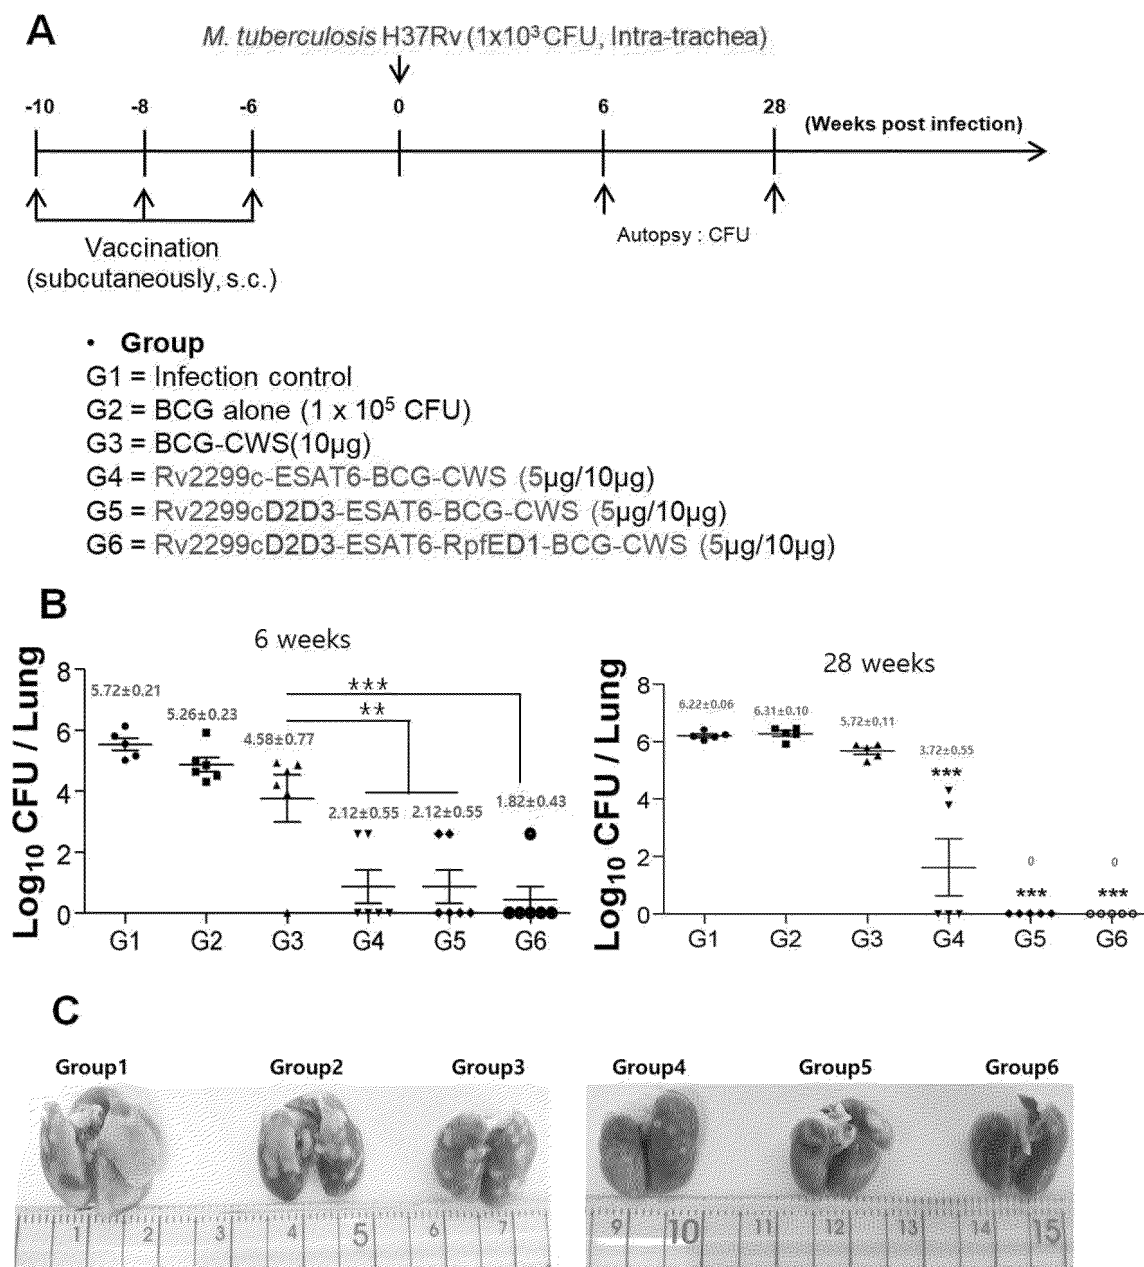 A
M. tuberculosis H37Rv (1x10³ CFU, Intra-trachea)
-10 -8 -6 0 6 28
(Weeks post infection)
Vaccination
(subcutaneously, s.c.)
Autopsy : CFU
• Group
G1 = Infection control
G2 = BCG alone (1 x 10⁵ CFU)
G3 = BCG-CWS(10µg)
G4 = Rv2299c-ESAT6-BCG-CWS (5µg/10µg)
G5 = Rv2299cD2D3-ESAT6-BCG-CWS (5µg/10µg)
G6 = Rv2299cD2D3-ESAT6-RpfED1-BCG-CWS (5µg/10µg)
B
6 weeks
Log₁₀ CFU / Lung
8
6
4
2
0
5.72±0.21
5.26±0.23
4.58±0.77
2.12±0.55
2.12±0.55
1.82±0.43
***
**
G1 G2 G3 G4 G5 G6
28 weeks
Log₁₀ CFU / Lung
8
6
4
2
0
6.22±0.06
6.31±0.10
5.72±0.11
3.72±0.55
0
0
***
***
***
G1 G2 G3 G4 G5 G6
C
Group1 Group2 Group3 Group4 Group5 Group6
1 2 3 4 5 6 7 9 10 11 12 13 14 15